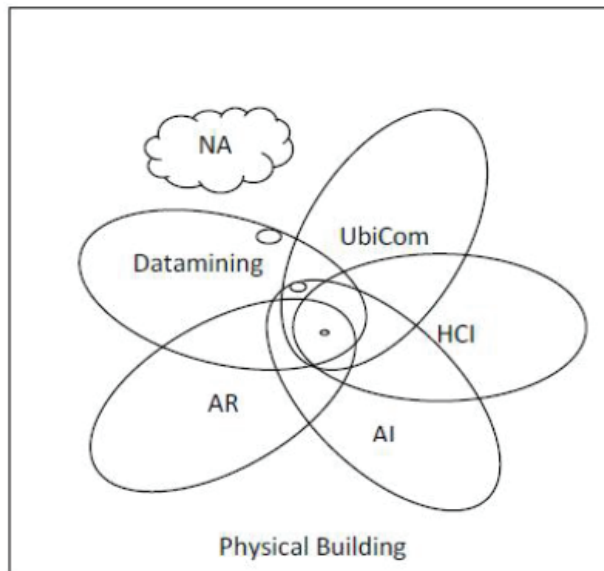 NA
UbiCom
Datamining
HCI
AR
AI
Physical Building